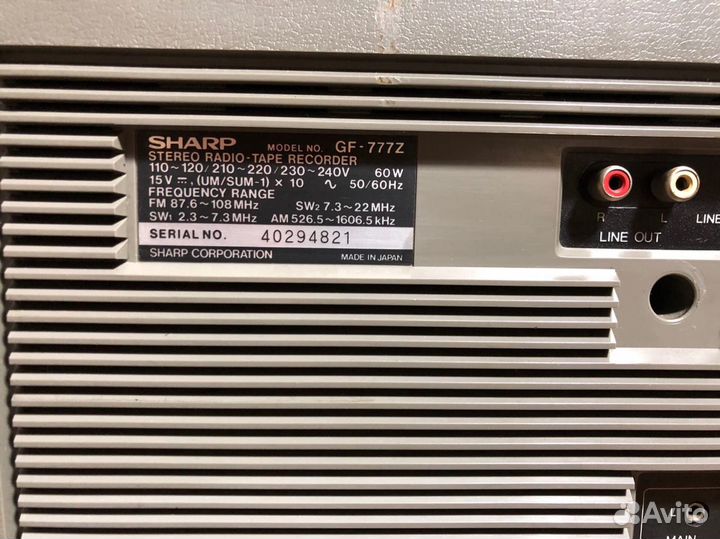 SHARP MODEL NO. GF-777Z
STEREO RADIO-TAPE RECORDER
110~120/210~220/230~240V 60W
15V ⎓, (UM/SUM-1) × 10 ∿ 50/60Hz
FREQUENCY RANGE
FM 87.6~108MHz SW2 7.3~22MHz
SW1 2.3~7.3MHz AM 526.5~1606.5kHz
SERIAL NO. 40294821
SHARP CORPORATION MADE IN JAPAN
R L LINE
LINE OUT
MAIN
Avito